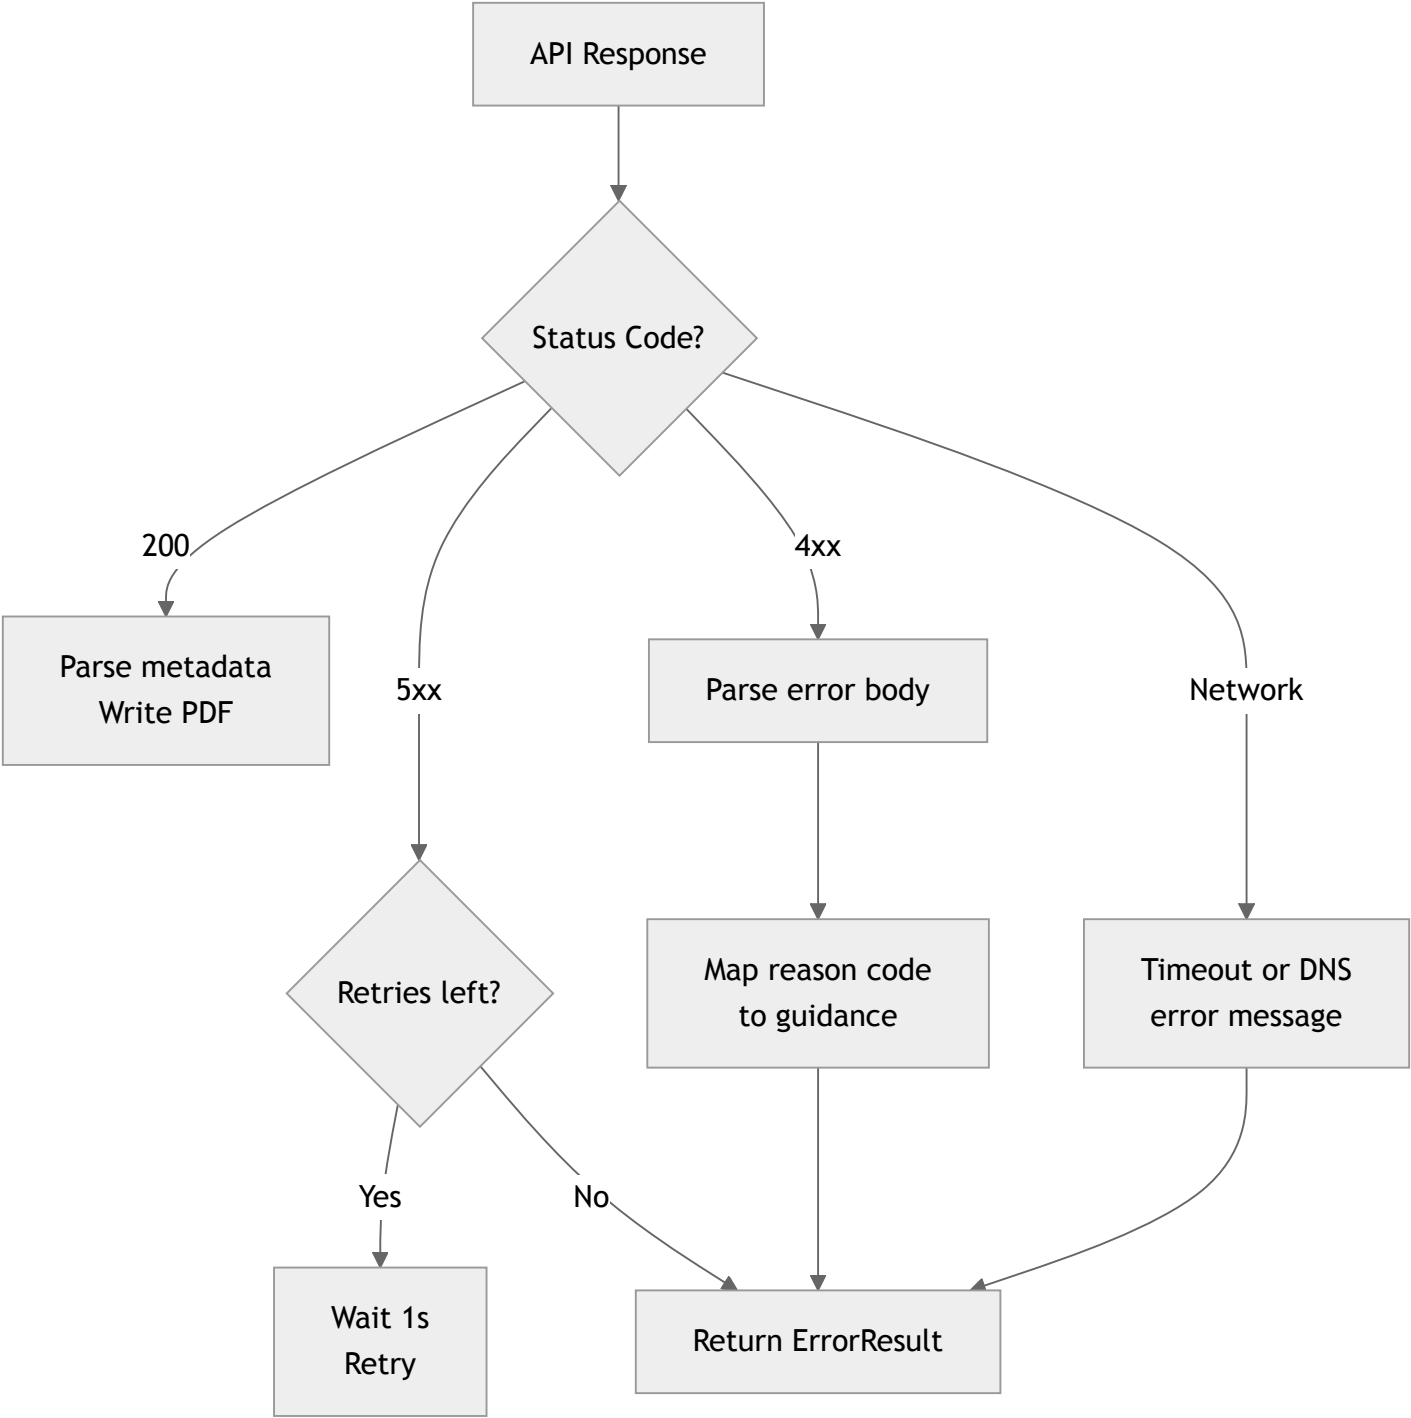 API Response
Status Code?
200
4xx
Parse metadata
Write PDF
5xx
Parse error body
Network
Retries left?
Map reason code
to guidance
Timeout or DNS
error message
Yes
No
Wait 1s
Retry
Return ErrorResult